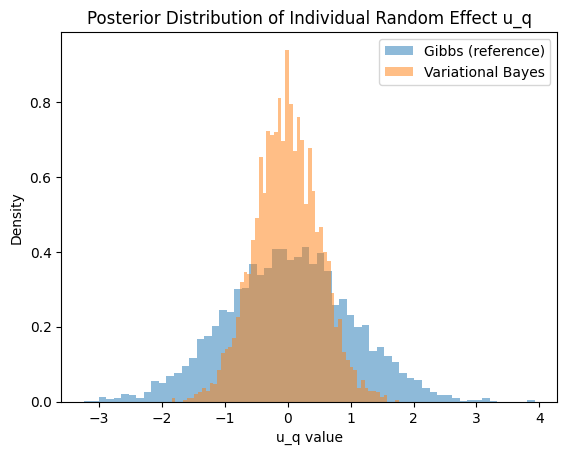 Posterior Distribution of Individual Random Effect u_q
Gibbs (reference)
Variational Bayes
Density
0.8
0.6
0.4
0.2
0.0
−3
−2
−1
0
1
2
3
4
u_q value